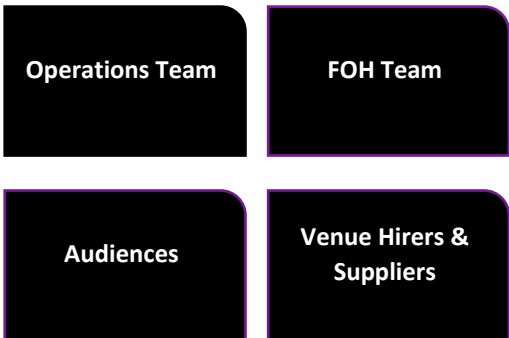 Operations Team
FOH Team
Audiences
Venue Hirers &
Suppliers